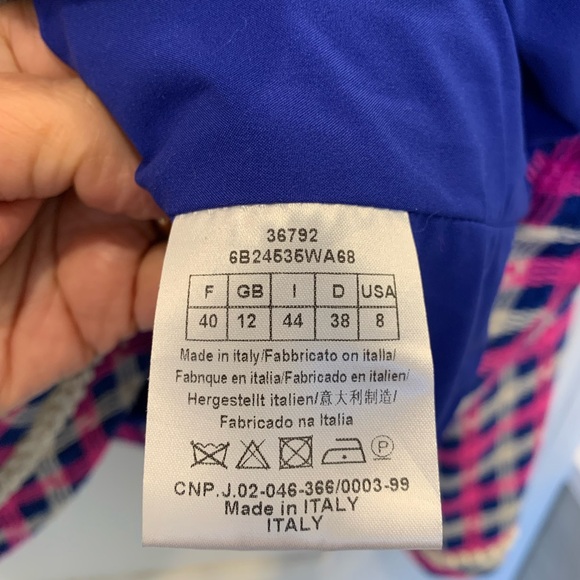 36792
6B24535WA68
F GB I D USA
40 12 44 38 8
Made in italy/Fabbricato on italla/
Fabnque en italia/Fabricado en italien/
Hergestellt italien/意大利制造/
Fabricado na Italia
P
CNP.J.02-046-366/0003-99
Made in ITALY
ITALY